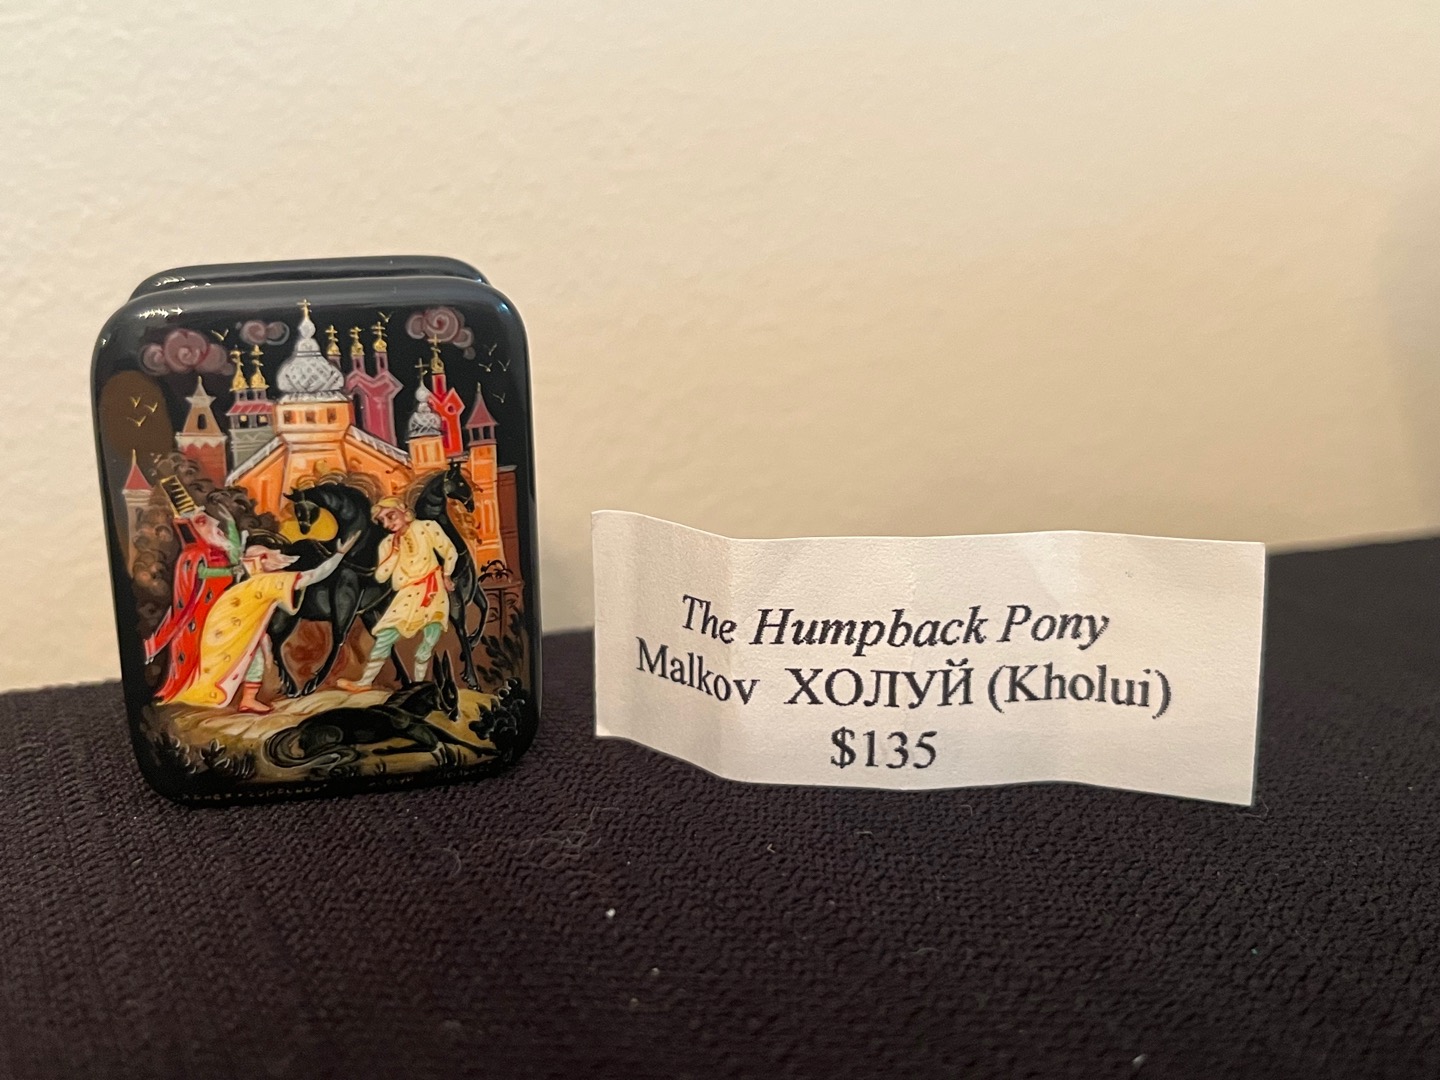 The Humpback Pony
Malkov ХОЛУЙ (Kholui)
$135